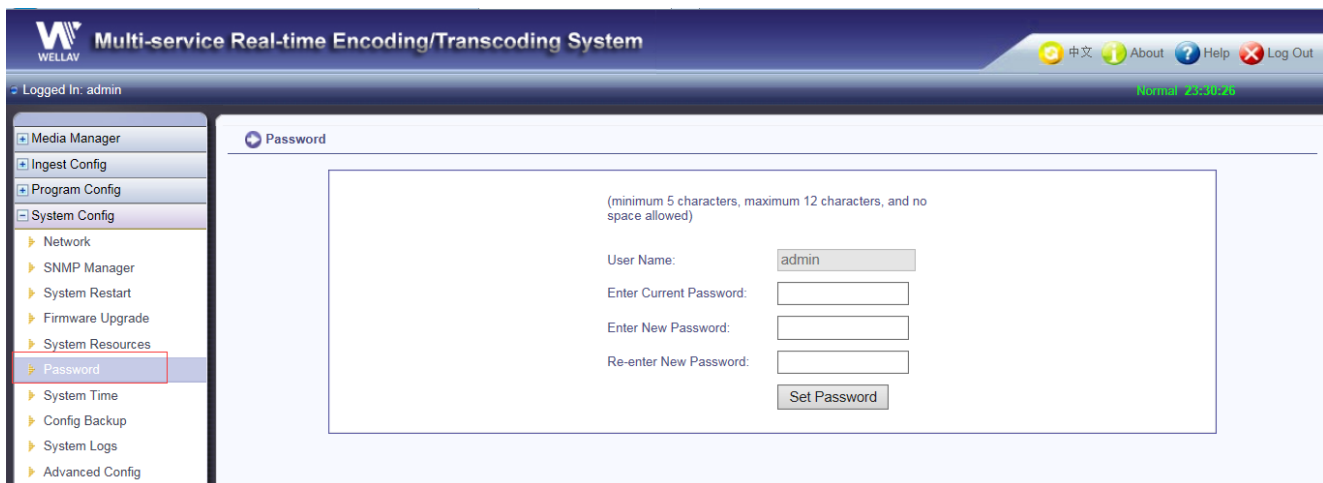 WELLAV
Multi-service Real-time Encoding/Transcoding System
中文 About Help Log Out
Logged In: admin
Normal 23:30:26
Media Manager
Ingest Config
Program Config
System Config
Network
SNMP Manager
System Restart
Firmware Upgrade
System Resources
Password
System Time
Config Backup
System Logs
Advanced Config
Password
(minimum 5 characters, maximum 12 characters, and no
space allowed)
User Name: admin
Enter Current Password:
Enter New Password:
Re-enter New Password:
Set Password